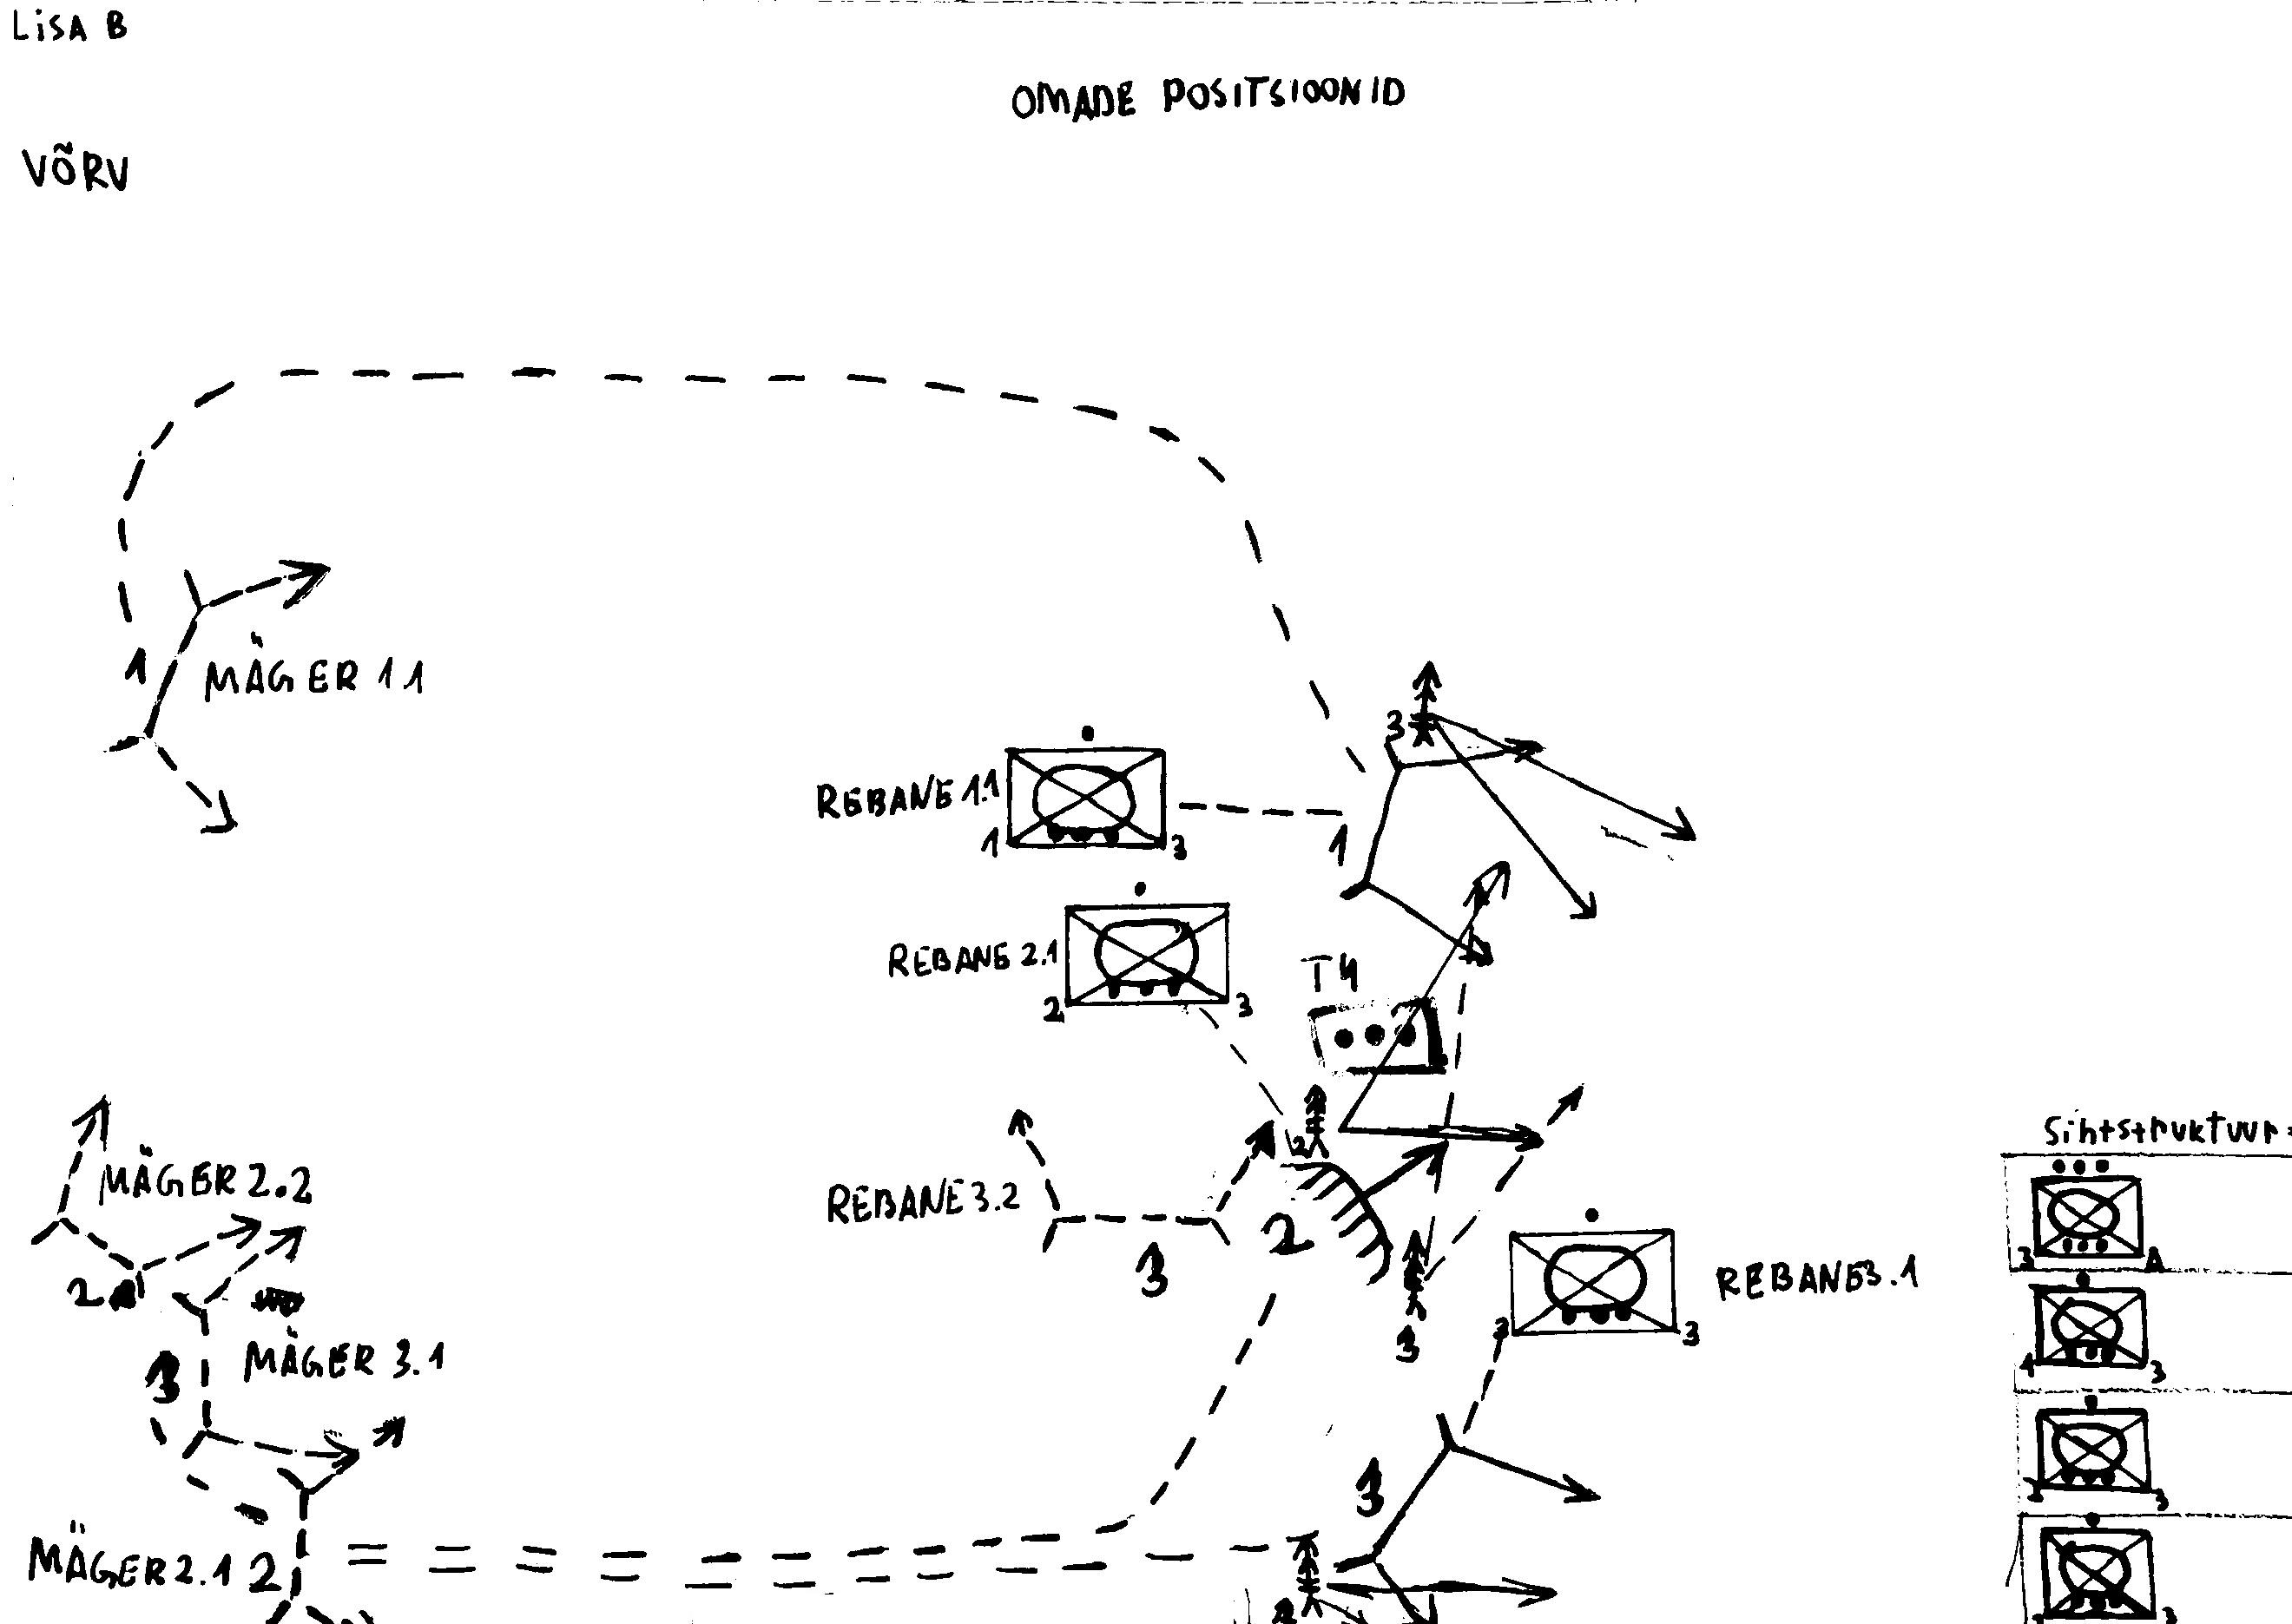 LiSA B
OMADE POSITSIOONID
VÕRV
1
MÄGER 1.1
3
REBANE 1.1
1
3
1
REBANE 2.1
2
3
T4
MÄGER 2.2
2
REBANE 3.2
3
2
2
3
3
3
REBANE3.1
Sihtstruktuur:
3
A
1
3
3
3
MÄGER 3.1
3
3
MÄGER 2.1 2
2